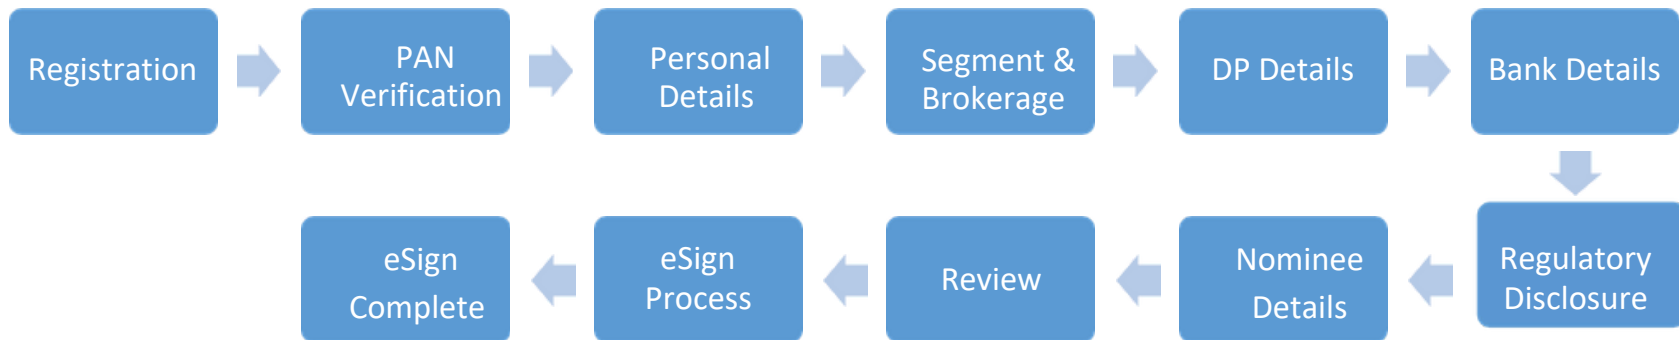 Registration
PAN
Verification
Personal
Details
Segment &
Brokerage
DP Details
Bank Details
Regulatory
Disclosure
Nominee
Details
Review
eSign
Process
eSign
Complete